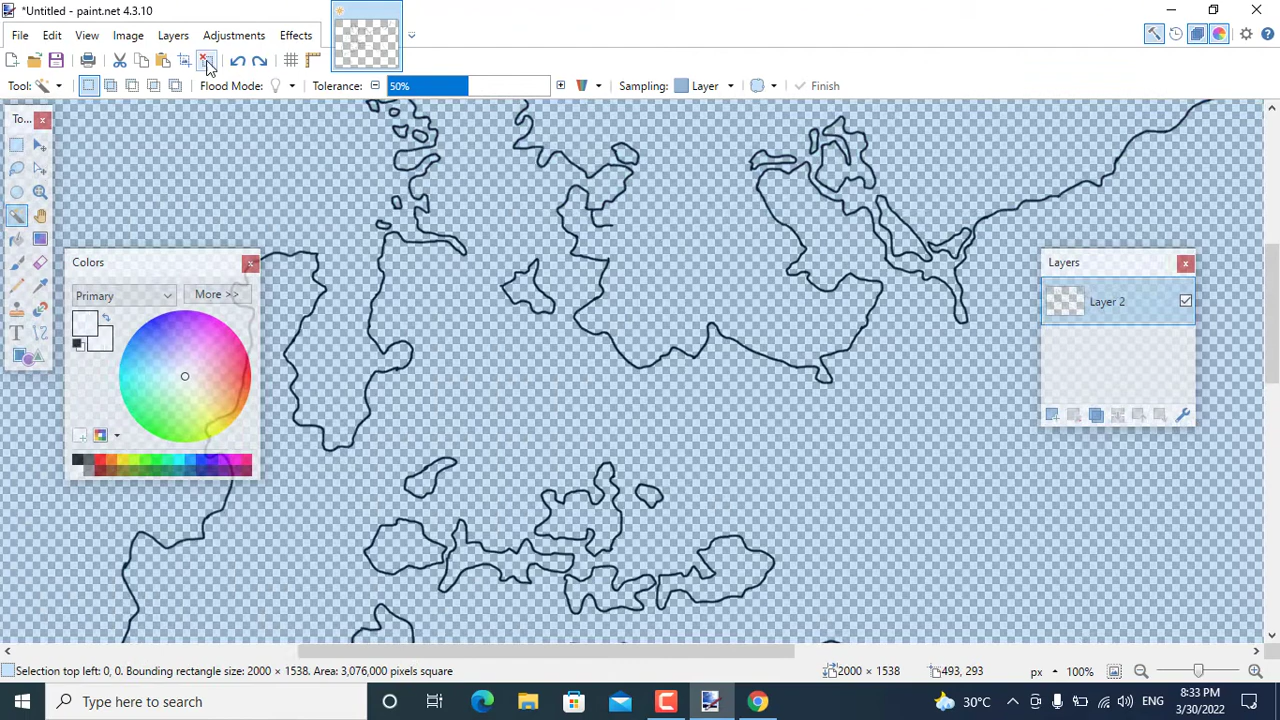 *Untitled - paint.net 4.3.10
File Edit View Image Layers Adjustments Effects
Tool: Flood Mode: Tolerance: 50% Sampling: Layer Finish
To...
Colors
Primary More >>
Layers
Layer 2
Selection top left: 0, 0. Bounding rectangle size: 2000 × 1538. Area: 3,076,000 pixels square 2000 × 1538 493, 293 px 100%
Type here to search 30°C ENG 8:33 PM
3/30/2022